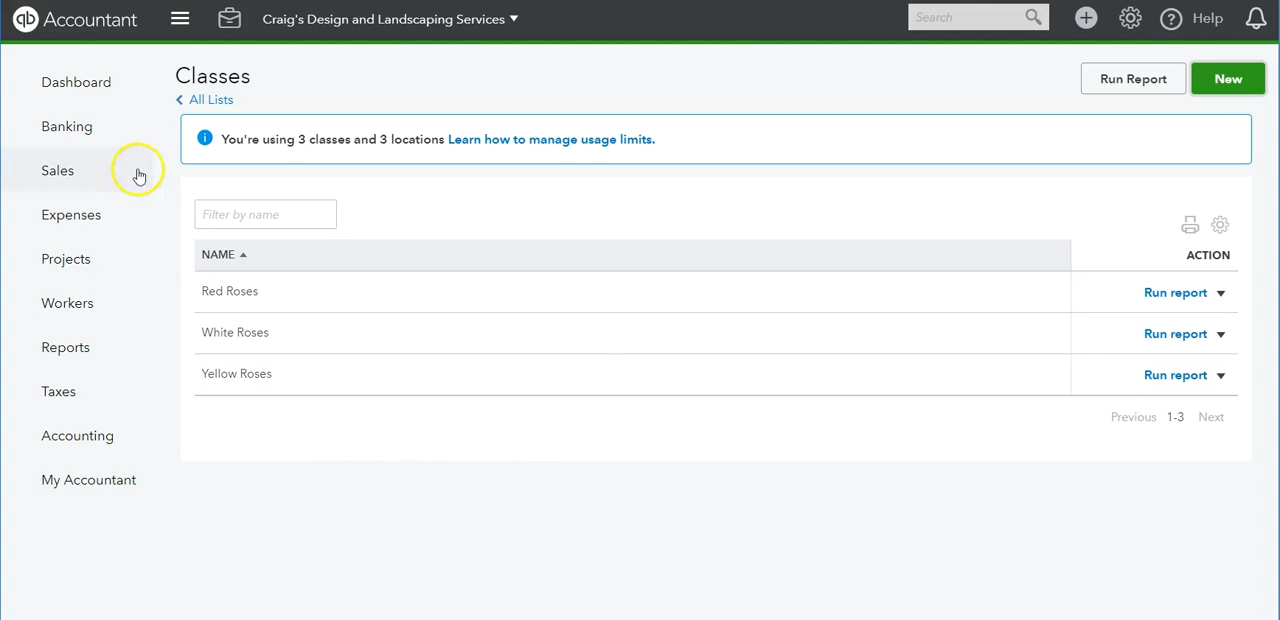 qb Accountant Craig's Design and Landscaping Services Search Help
Dashboard
Banking
Sales
Expenses
Projects
Workers
Reports
Taxes
Accounting
My Accountant
Classes
All Lists
Run Report New
You're using 3 classes and 3 locations Learn how to manage usage limits.
Filter by name
NAME ACTION
Red Roses Run report
White Roses Run report
Yellow Roses Run report
Previous 1-3 Next